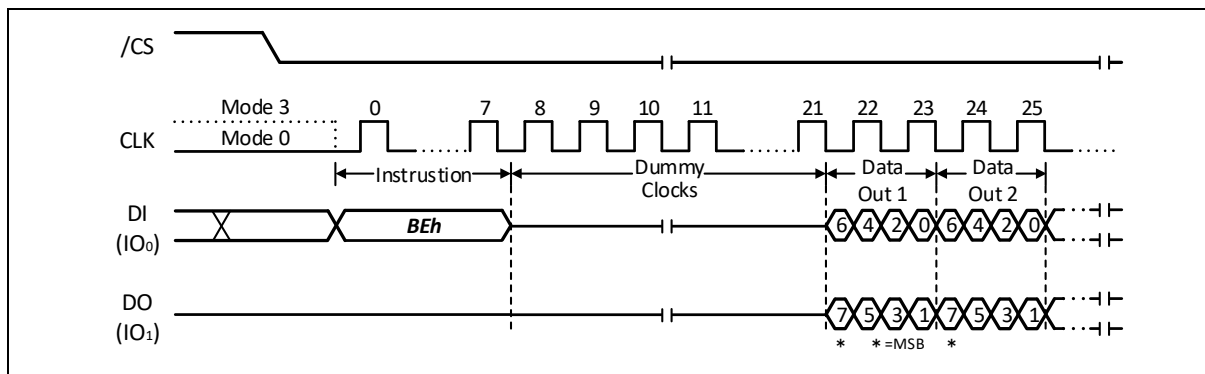 /CS
Mode 3 0 7 8 9 10 11 21 22 23 24 25
CLK Mode 0
Instrustion Dummy Clocks Data Out 1 Data Out 2
DI (IO0) BEh 6 4 2 0 6 4 2 0
DO (IO1) 7 5 3 1 7 5 3 1
* * =MSB *